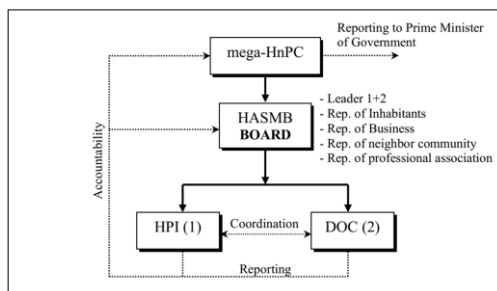 Reporting to Prime Minister
of Government
mega-HnPC
HASMB
BOARD
- Leader 1+2
- Rep. of Inhabitants
- Rep. of Business
- Rep. of neighbor community
- Rep. of professional association
Accountability
HPI (1)
Coordination
DOC (2)
Reporting